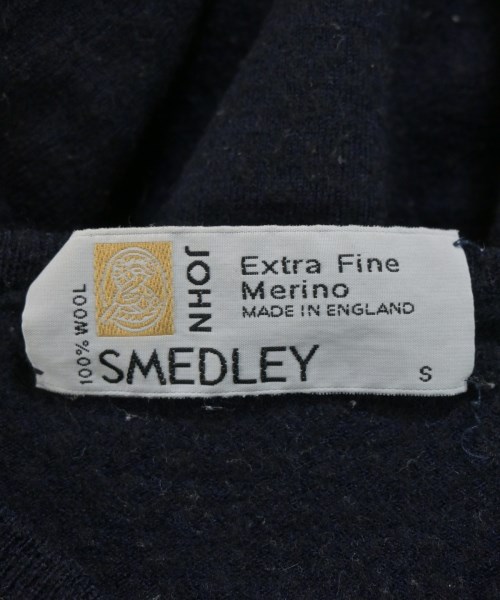 100% WOOL
JOHN
SMEDLEY
Extra Fine
Merino
MADE IN ENGLAND
S